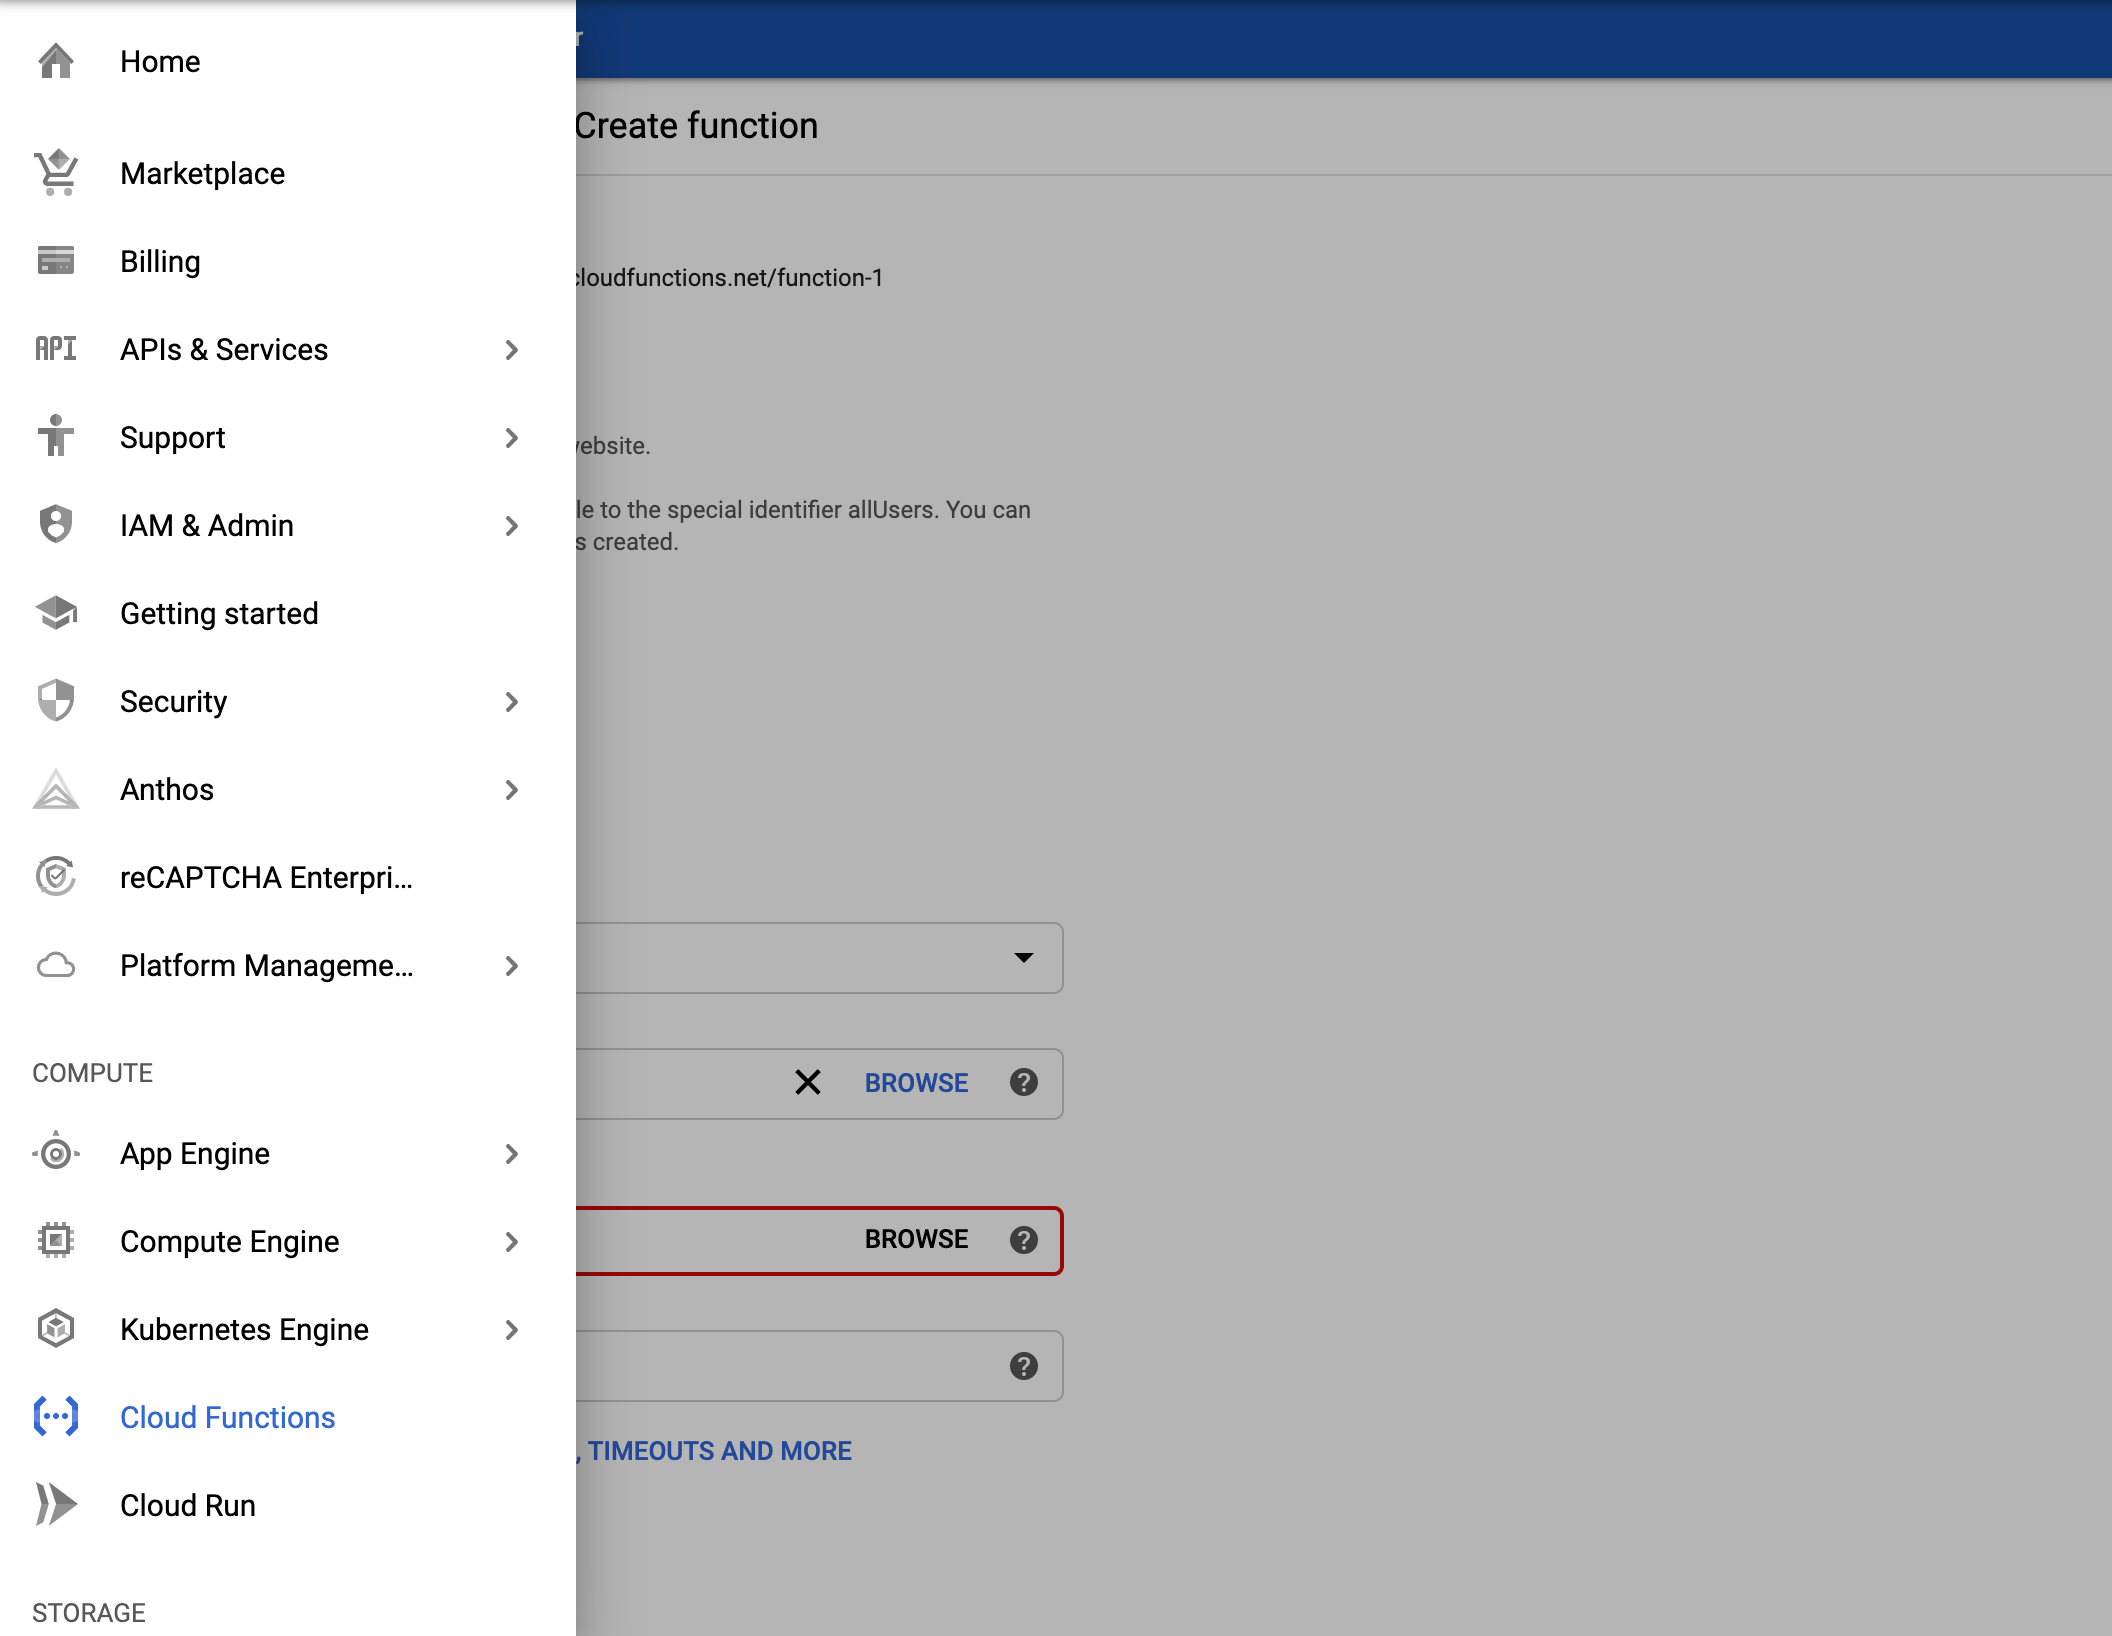 Home
Marketplace
Billing
API APIs & Services
Support
IAM & Admin
Getting started
Security
Anthos
reCAPTCHA Enterpri...
Platform Manageme...
COMPUTE
App Engine
Compute Engine
Kubernetes Engine
Cloud Functions
Cloud Run
STORAGE
r
Create function
cloudfunctions.net/function-1
ebsite.
le to the special identifier allUsers. You can
s created.
BROWSE
BROWSE
, TIMEOUTS AND MORE